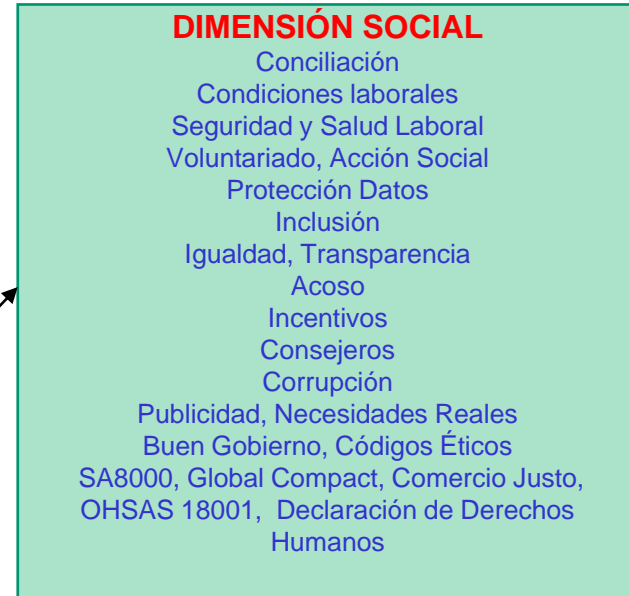 DIMENSIÓN SOCIAL
Conciliación
Condiciones laborales
Seguridad y Salud Laboral
Voluntariado, Acción Social
Protección Datos
Inclusión
Igualdad, Transparencia
Acoso
Incentivos
Consejeros
Corrupción
Publicidad, Necesidades Reales
Buen Gobierno, Códigos Éticos
SA8000, Global Compact, Comercio Justo,
OHSAS 18001, Declaración de Derechos
Humanos